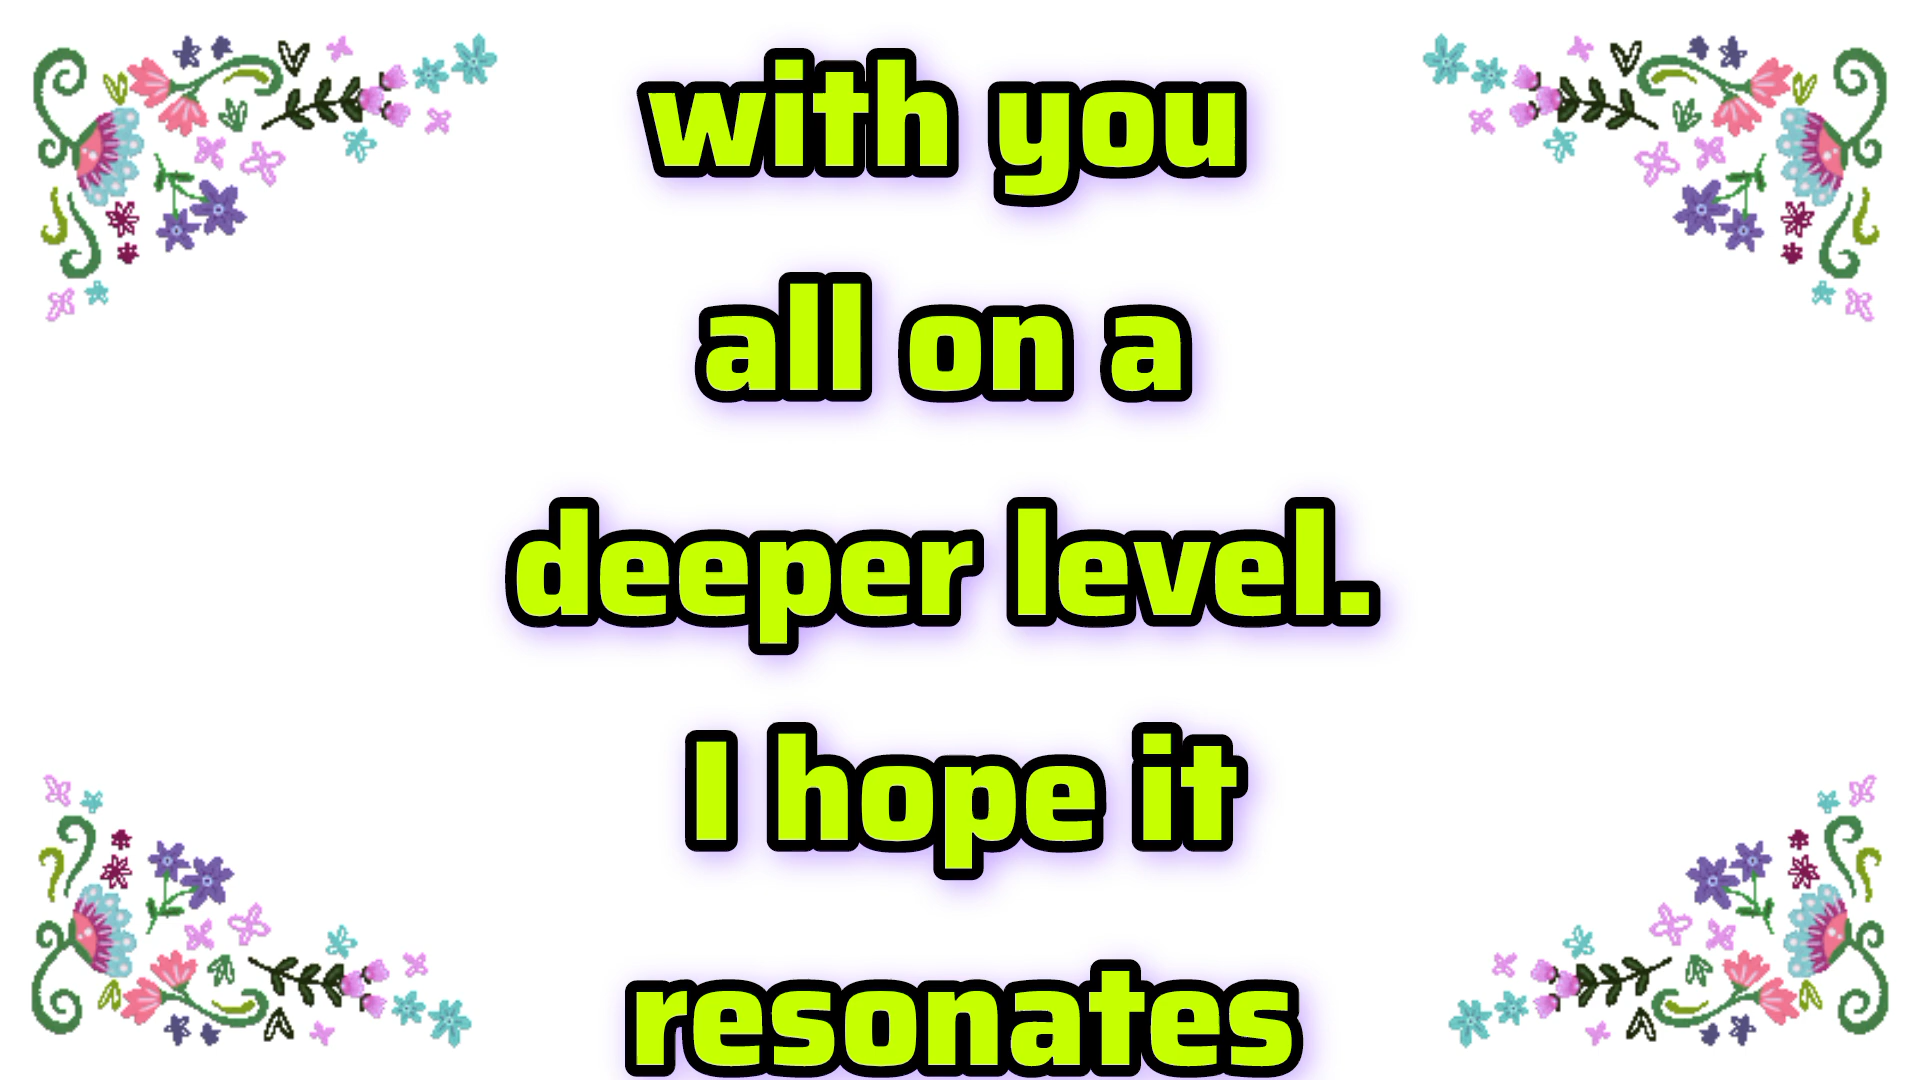 with you
all on a
deeper level.
I hope it
resonates